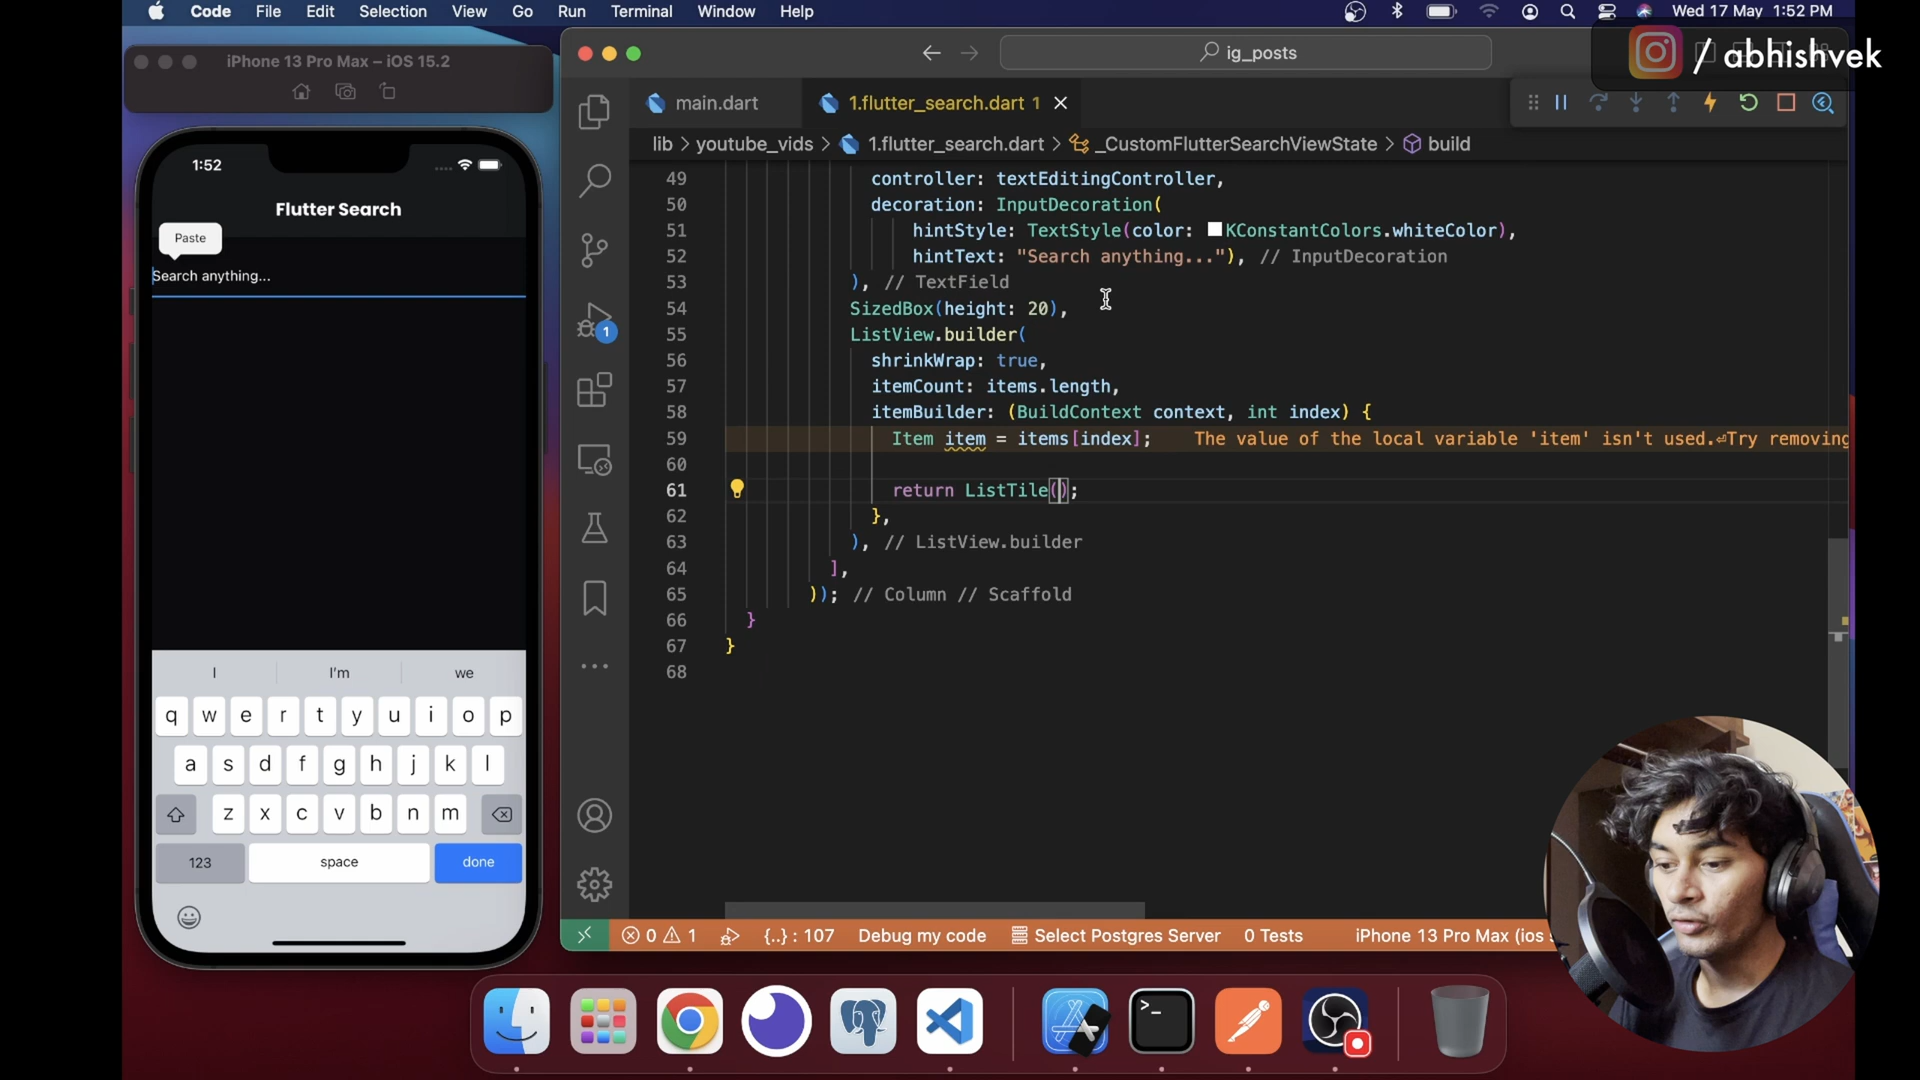 Code File Edit Selection View Go Run Terminal Window Help
Wed 17 May 1:52 PM
/ abhishvek
iPhone 13 Pro Max – iOS 15.2
1:52
Flutter Search
Paste
Search anything...
I I'm we
q w e r t y u i o p
a s d f g h j k l
z x c v b n m
123 space done
ig_posts
main.dart 1.flutter_search.dart 1
lib > youtube_vids > 1.flutter_search.dart > _CustomFlutterSearchViewState > build
1
49 controller: textEditingController,
50 decoration: InputDecoration(
51 hintStyle: TextStyle(color: KConstantColors.whiteColor),
52 hintText: "Search anything..."), // InputDecoration
53 ), // TextField
54 SizedBox(height: 20),
55 ListView.builder(
56 shrinkWrap: true,
57 itemCount: items.length,
58 itemBuilder: (BuildContext context, int index) {
59 Item item = items[index]; The value of the local variable 'item' isn't used.⏎Try removing
60
61 return ListTile();
62 },
63 ), // ListView.builder
64 ],
65 )); // Column // Scaffold
66 }
67 }
68
0 1 {..} : 107 Debug my code Select Postgres Server 0 Tests iPhone 13 Pro Max (ios